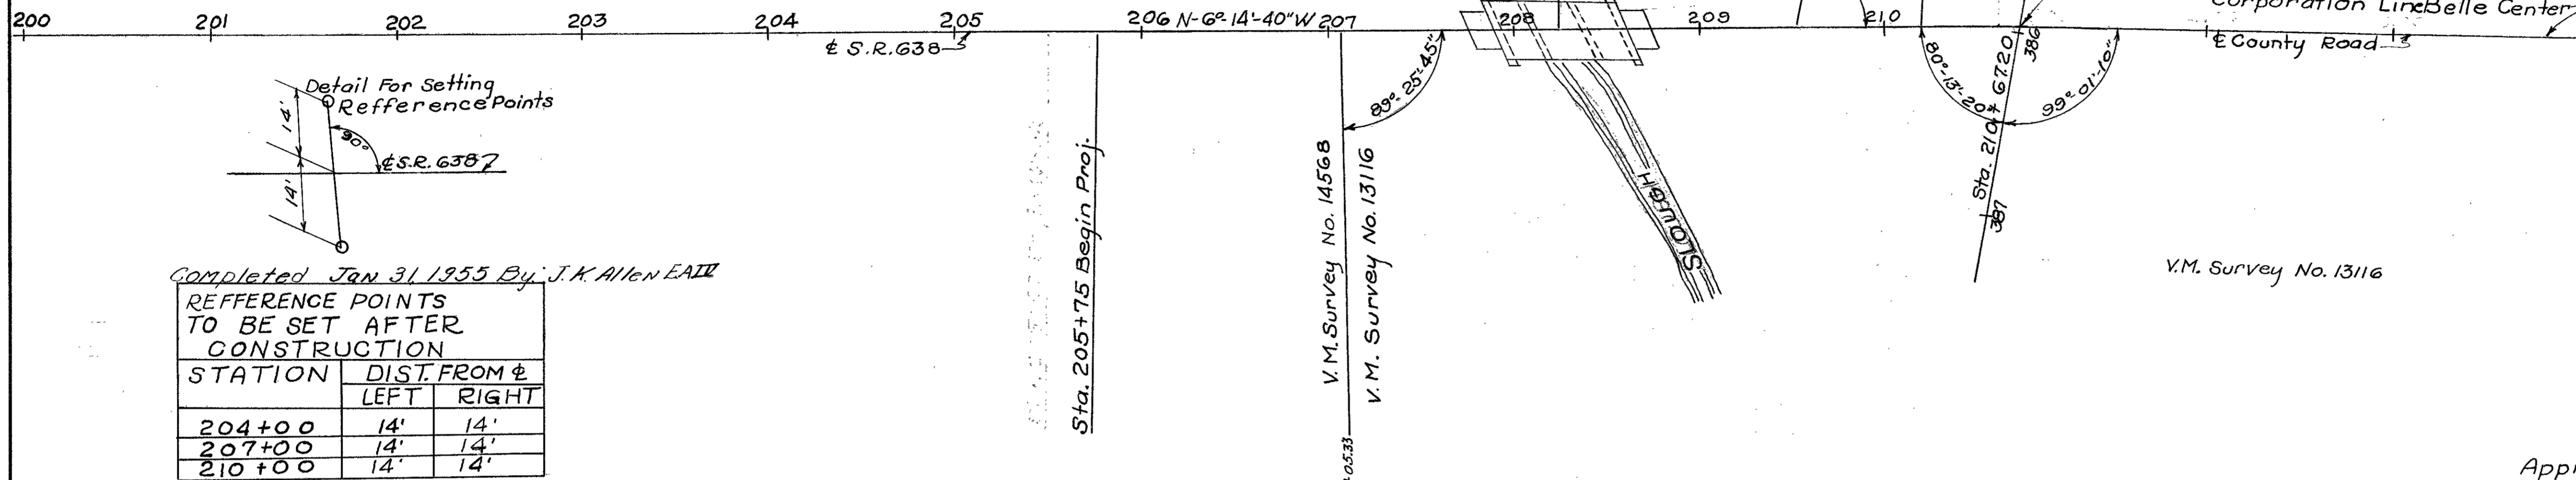 200 201 202 203 204 205 206 N-6°-14'-40"W 207 208 209 210
Corporation Line Belle Center
℄ S.R. 638
℄ County Road
Detail For Setting
Refference Points
14'
90°
℄ S.R. 638
14'
Completed Jan 31, 1955 By: J.K. Allen EA IV
REFFERENCE POINTS
TO BE SET AFTER
CONSTRUCTION
STATION DIST. FROM ℄
LEFT RIGHT
204+00 14' 14'
207+00 14' 14'
210+00 14' 14'
Sta. 205+75 Begin Proj.
V.M. Survey No. 14568
V.M. Survey No. 13116
05.33
89°-25'-45"
SLOUGH
80°-13'-20"
Sta. 210+67.20
386
99°-01'-10"
387
V.M. Survey No. 13116